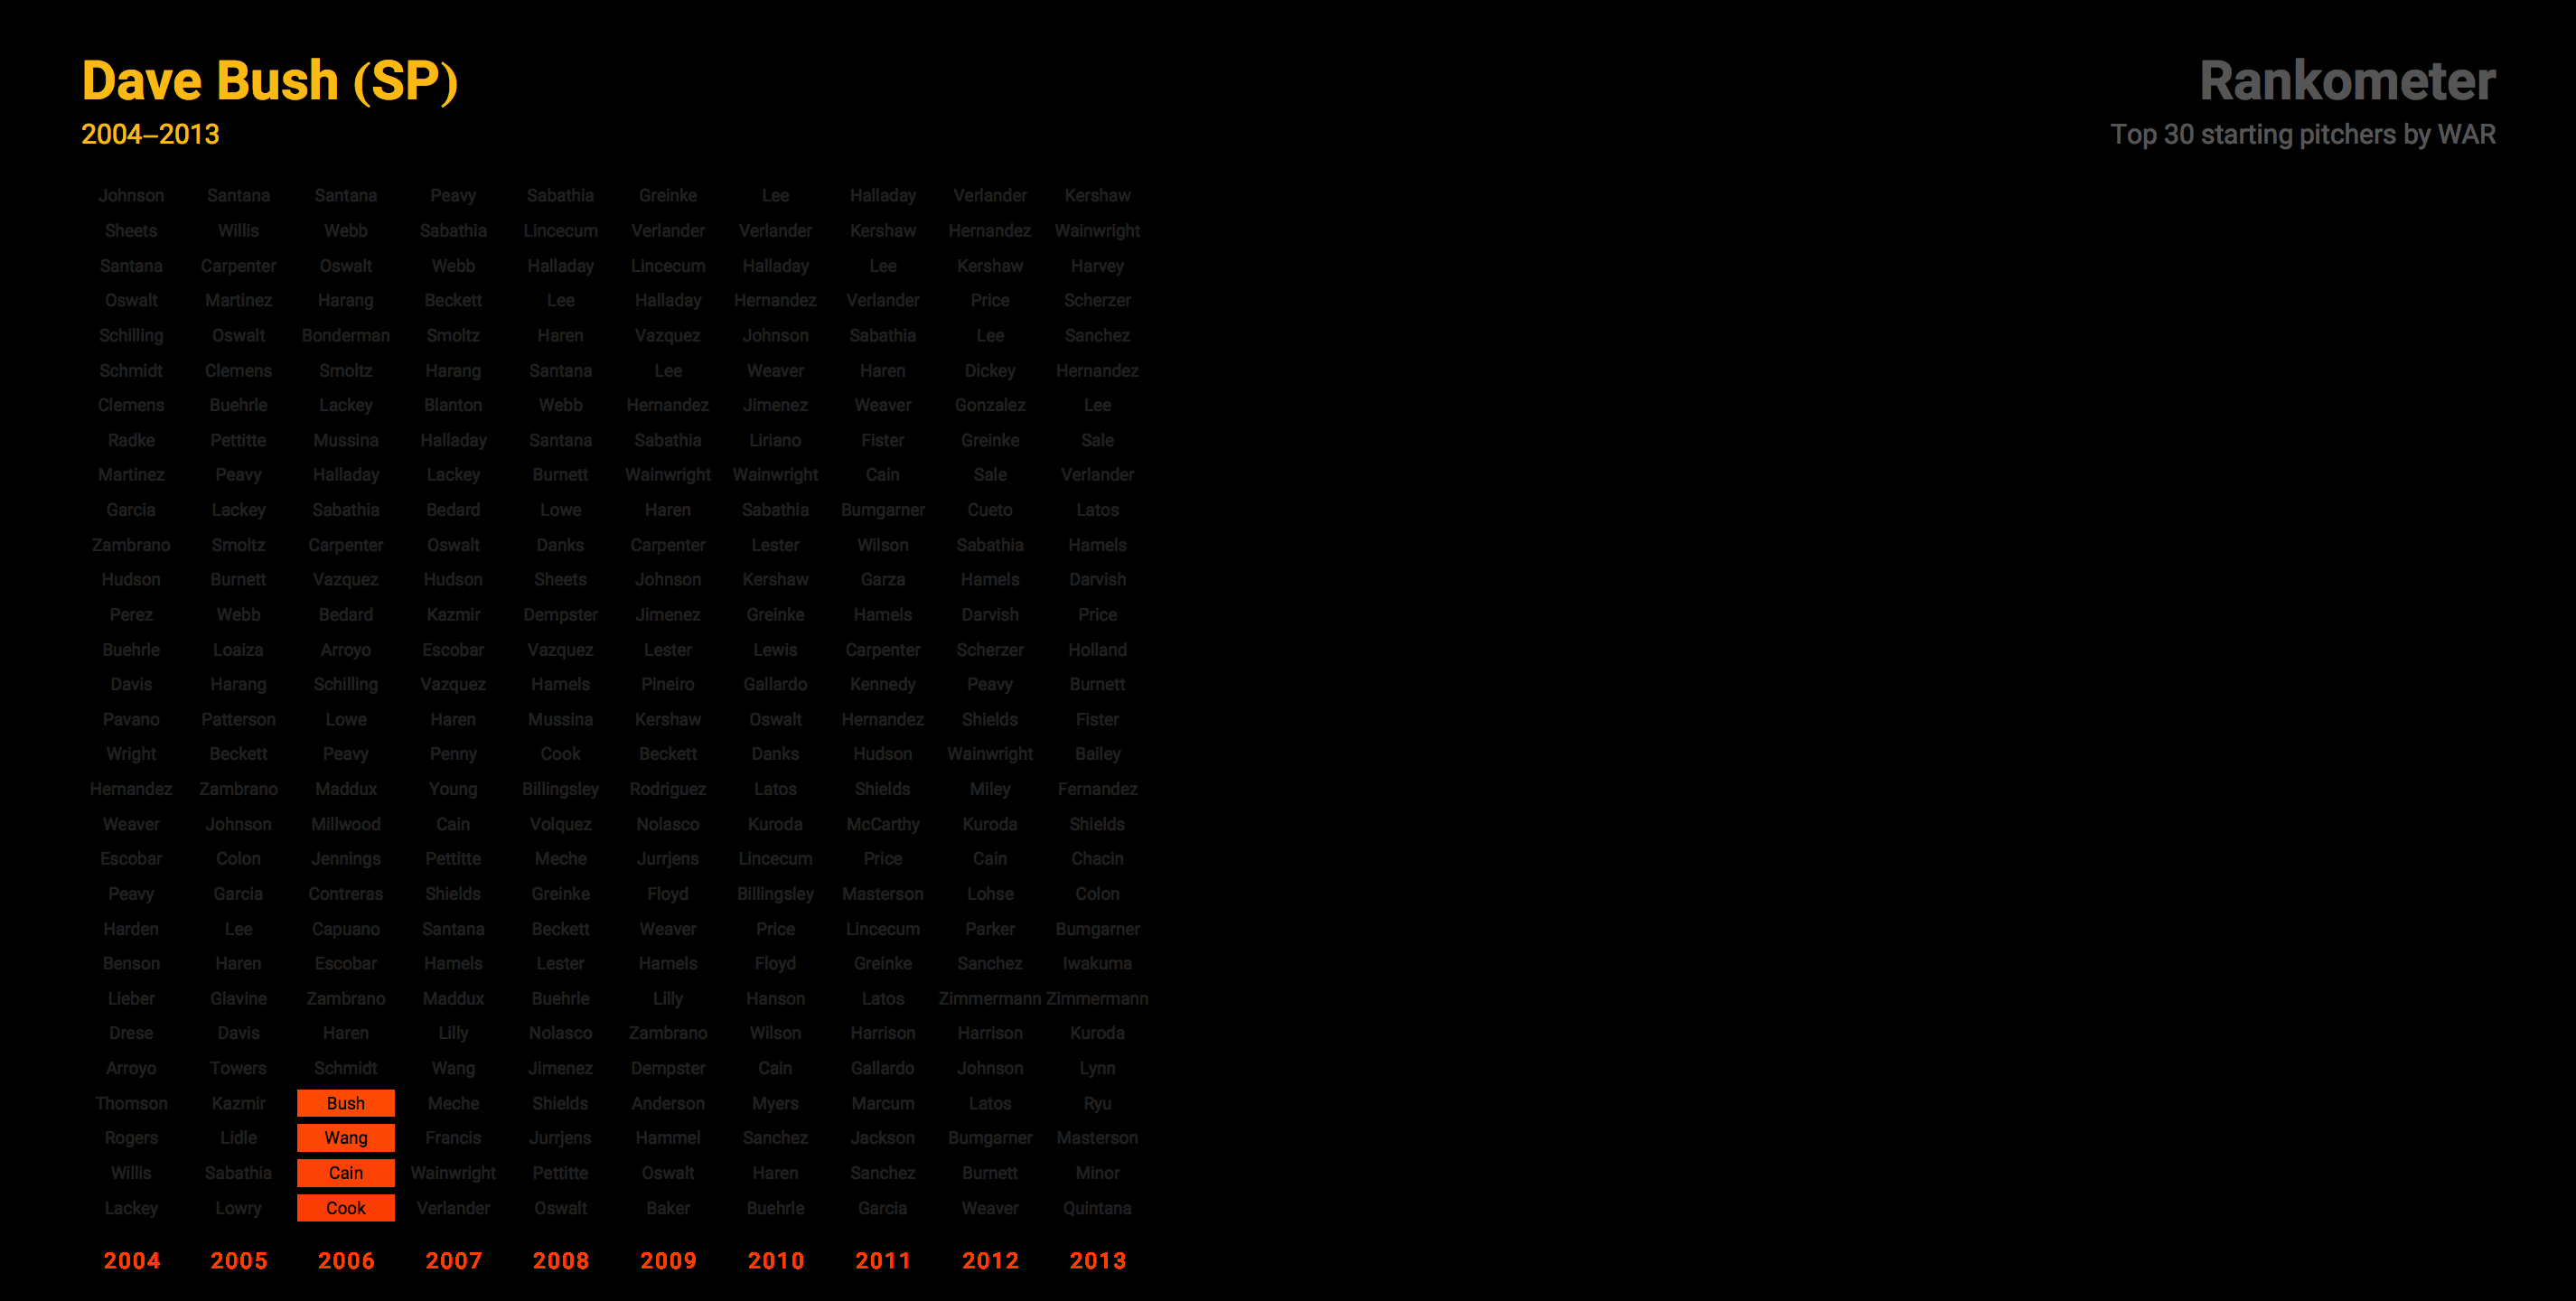 Dave Bush (SP)
2004–2013
Rankometer
Top 30 starting pitchers by WAR
Johnson Santana Santana Peavy Sabathia Greinke Lee Halladay Verlander Kershaw
Sheets Willis Webb Sabathia Lincecum Verlander Verlander Kershaw Hernandez Wainwright
Santana Carpenter Oswalt Webb Halladay Lincecum Halladay Lee Kershaw Harvey
Oswalt Martinez Harang Beckett Lee Halladay Hernandez Verlander Price Scherzer
Schilling Oswalt Bonderman Smoltz Haren Vazquez Johnson Sabathia Lee Sanchez
Schmidt Clemens Smoltz Harang Santana Lee Weaver Haren Dickey Hernandez
Clemens Buehrle Lackey Blanton Webb Hernandez Jimenez Weaver Gonzalez Lee
Radke Pettitte Mussina Halladay Santana Sabathia Liriano Fister Greinke Sale
Martinez Peavy Halladay Lackey Burnett Wainwright Wainwright Cain Sale Verlander
Garcia Lackey Sabathia Bedard Lowe Haren Sabathia Bumgarner Cueto Latos
Zambrano Smoltz Carpenter Oswalt Danks Carpenter Lester Wilson Sabathia Hamels
Hudson Burnett Vazquez Hudson Sheets Johnson Kershaw Garza Hamels Darvish
Perez Webb Bedard Kazmir Dempster Jimenez Greinke Hamels Darvish Price
Buehrle Loaiza Arroyo Escobar Vazquez Lester Lewis Carpenter Scherzer Holland
Davis Harang Schilling Vazquez Hamels Pineiro Gallardo Kennedy Peavy Burnett
Pavano Patterson Lowe Haren Mussina Kershaw Oswalt Hernandez Shields Fister
Wright Beckett Peavy Penny Cook Beckett Danks Hudson Wainwright Bailey
Hernandez Zambrano Maddux Young Billingsley Rodriguez Latos Shields Miley Fernandez
Weaver Johnson Millwood Cain Volquez Nolasco Kuroda McCarthy Kuroda Shields
Escobar Colon Jennings Pettitte Meche Jurrjens Lincecum Price Cain Chacin
Peavy Garcia Contreras Shields Greinke Floyd Billingsley Masterson Lohse Colon
Harden Lee Capuano Santana Beckett Weaver Price Lincecum Parker Bumgarner
Benson Haren Escobar Hamels Lester Hamels Floyd Greinke Sanchez Iwakuma
Lieber Glavine Zambrano Maddux Buehrle Lilly Hanson Latos Zimmermann Zimmermann
Drese Davis Haren Lilly Nolasco Zambrano Wilson Harrison Harrison Kuroda
Arroyo Towers Schmidt Wang Jimenez Dempster Cain Gallardo Johnson Lynn
Thomson Kazmir Bush Meche Shields Anderson Myers Marcum Latos Ryu
Rogers Lidle Wang Francis Jurrjens Hammel Sanchez Jackson Bumgarner Masterson
Willis Sabathia Cain Wainwright Pettitte Oswalt Haren Sanchez Burnett Minor
Lackey Lowry Cook Verlander Oswalt Baker Buehrle Garcia Weaver Quintana
2004 2005 2006 2007 2008 2009 2010 2011 2012 2013